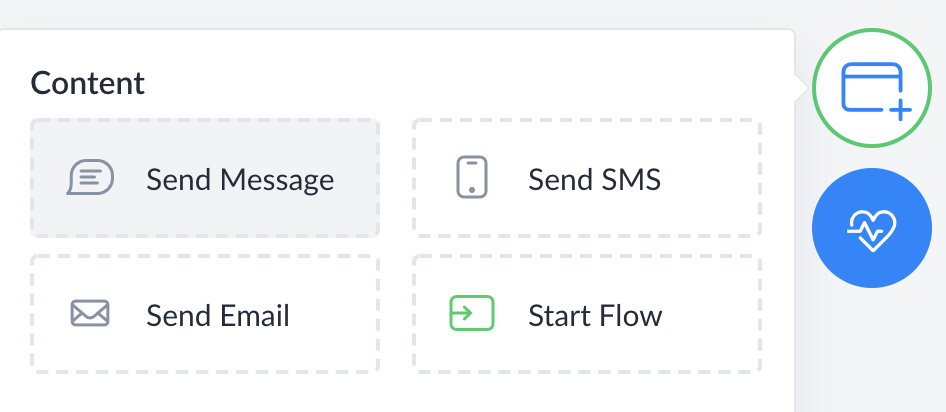 Content
Send Message
Send SMS
Send Email
Start Flow